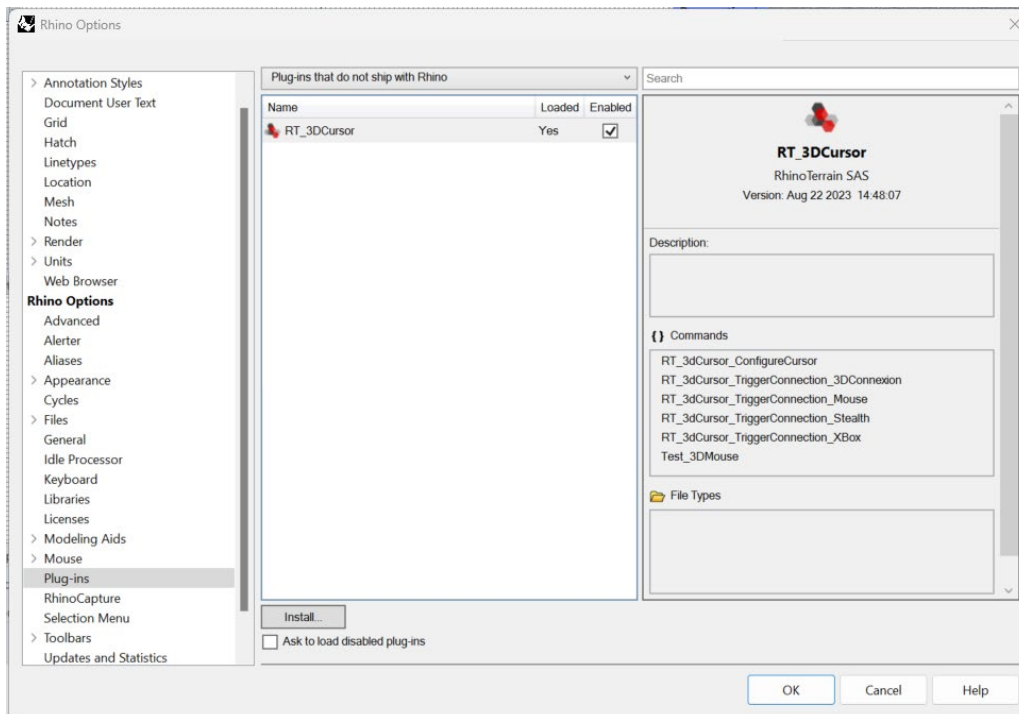 Rhino Options
Annotation Styles
Document User Text
Grid
Hatch
Linetypes
Location
Mesh
Notes
Render
Units
Web Browser
Rhino Options
Advanced
Alerter
Aliases
Appearance
Cycles
Files
General
Idle Processor
Keyboard
Libraries
Licenses
Modeling Aids
Mouse
Plug-ins
RhinoCapture
Selection Menu
Toolbars
Updates and Statistics
Plug-ins that do not ship with Rhino
Name Loaded Enabled
RT_3DCursor Yes
Install...
Ask to load disabled plug-ins
Search
RT_3DCursor
RhinoTerrain SAS
Version: Aug 22 2023 14:48:07
Description:
{ } Commands
RT_3dCursor_ConfigureCursor
RT_3dCursor_TriggerConnection_3DConnexion
RT_3dCursor_TriggerConnection_Mouse
RT_3dCursor_TriggerConnection_Stealth
RT_3dCursor_TriggerConnection_XBox
Test_3DMouse
File Types
OK Cancel Help